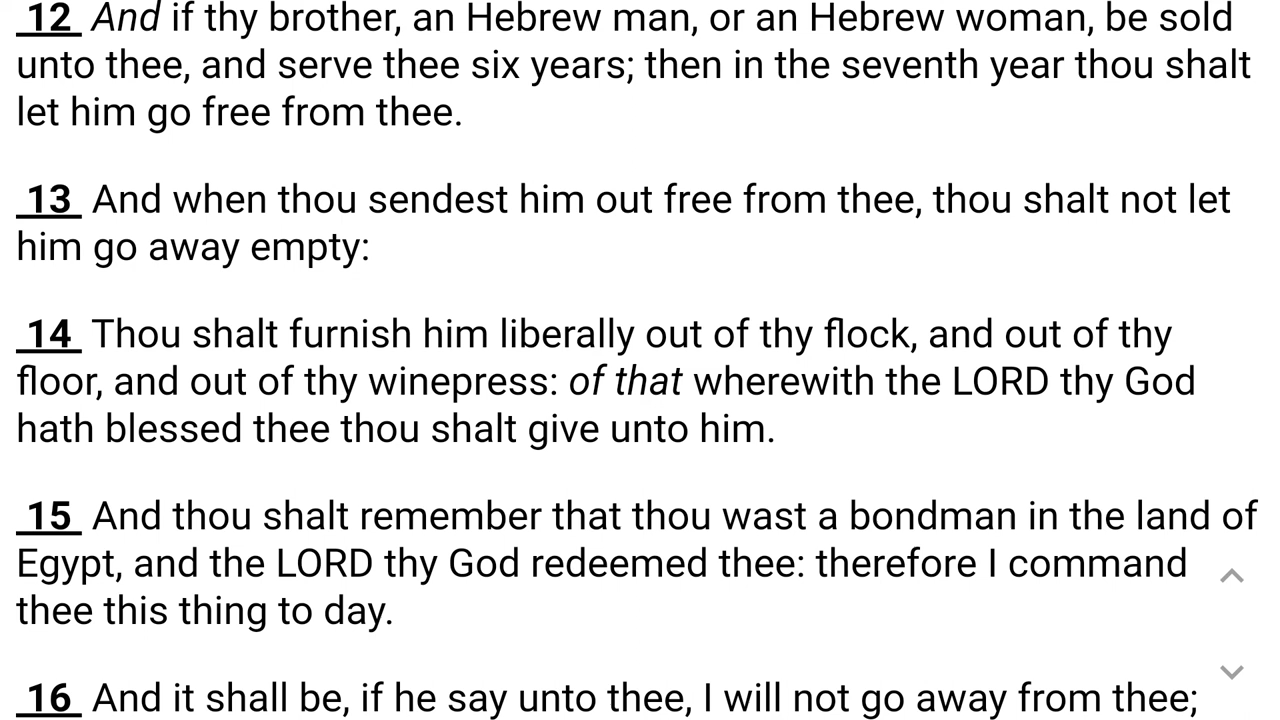 12 And if thy brother, an Hebrew man, or an Hebrew woman, be sold
unto thee, and serve thee six years; then in the seventh year thou shalt
let him go free from thee.
13 And when thou sendest him out free from thee, thou shalt not let
him go away empty:
14 Thou shalt furnish him liberally out of thy flock, and out of thy
floor, and out of thy winepress: of that wherewith the LORD thy God
hath blessed thee thou shalt give unto him.
15 And thou shalt remember that thou wast a bondman in the land of
Egypt, and the LORD thy God redeemed thee: therefore I command
thee this thing to day.
16 And it shall be, if he say unto thee, I will not go away from thee;